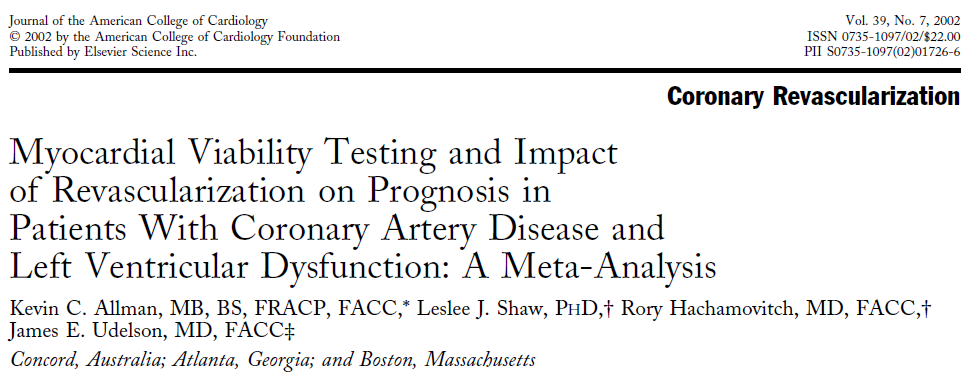 Journal of the American College of Cardiology
© 2002 by the American College of Cardiology Foundation
Published by Elsevier Science Inc.
Vol. 39, No. 7, 2002
ISSN 0735-1097/02/$22.00
PII S0735-1097(02)01726-6
Coronary Revascularization
Myocardial Viability Testing and Impact
of Revascularization on Prognosis in
Patients With Coronary Artery Disease and
Left Ventricular Dysfunction: A Meta-Analysis
Kevin C. Allman, MB, BS, FRACP, FACC,* Leslee J. Shaw, PHD,† Rory Hachamovitch, MD, FACC,†
James E. Udelson, MD, FACC‡
Concord, Australia; Atlanta, Georgia; and Boston, Massachusetts